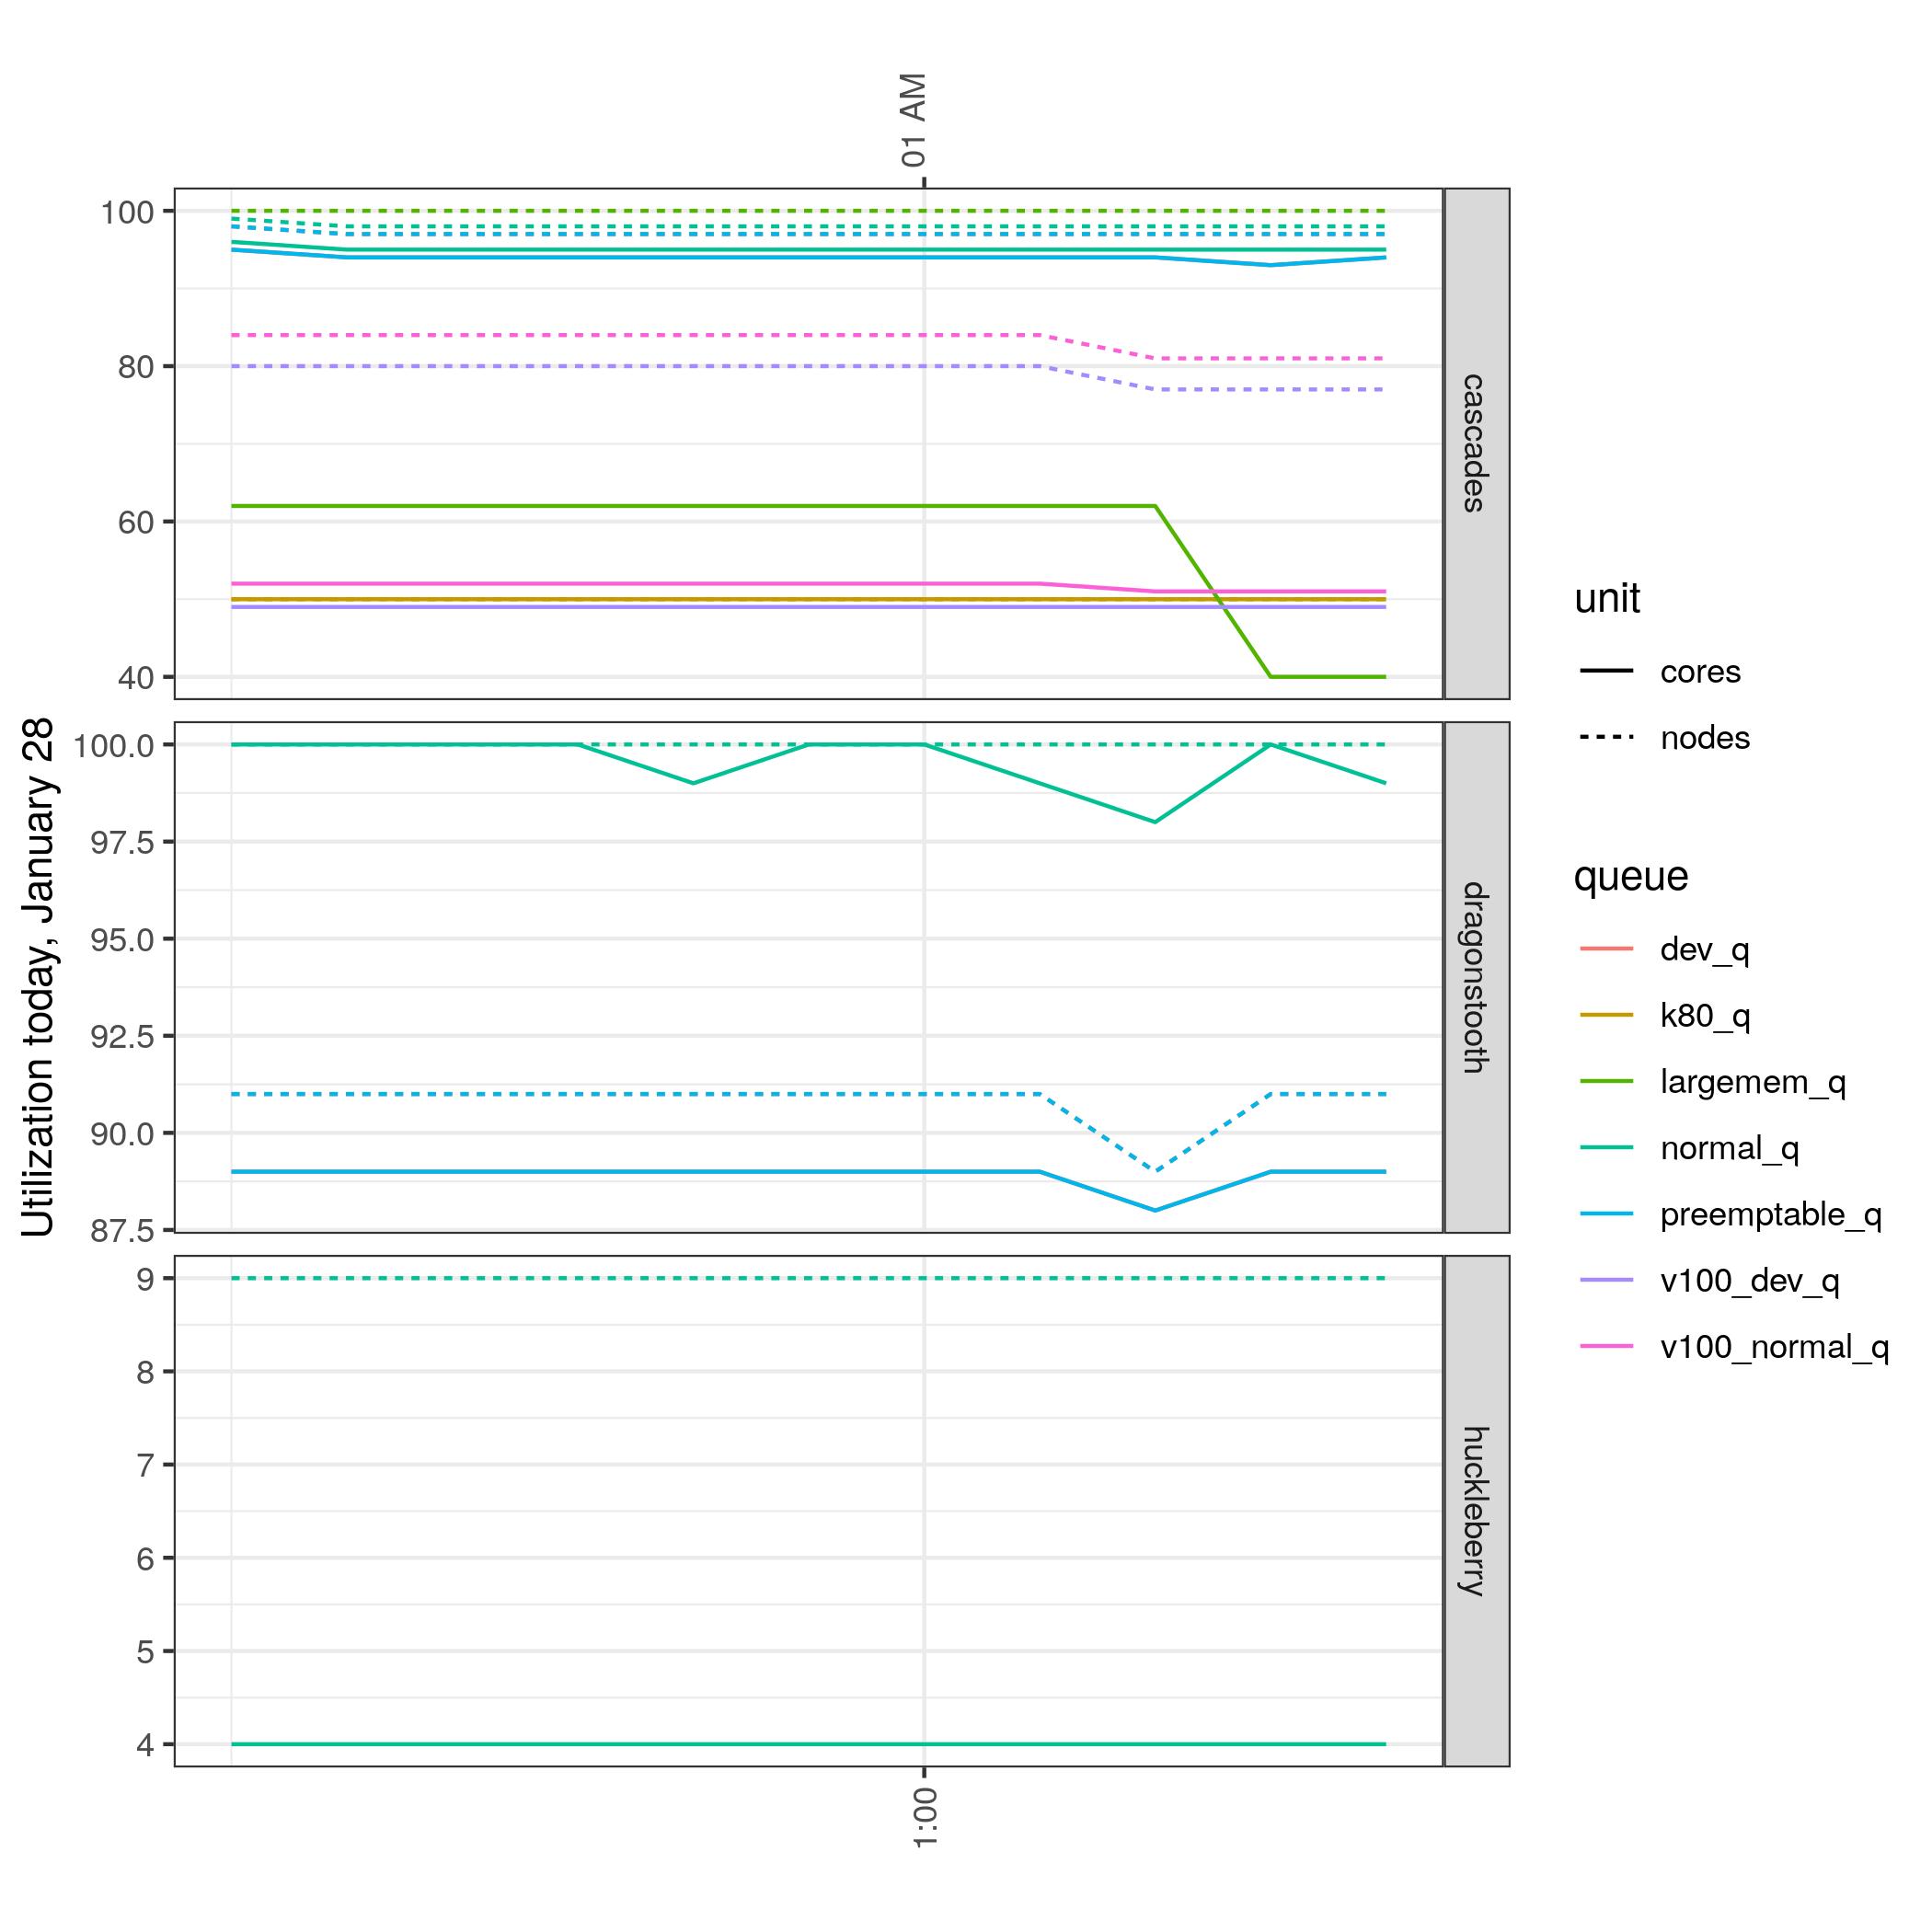 01 AM
Utilization today, January 28
100
80
60
40
cascades
100.0
97.5
95.0
92.5
90.0
87.5
dragonstooth
9
8
7
6
5
4
huckleberry
1:00
unit
cores
nodes
queue
dev_q
k80_q
largemem_q
normal_q
preemptable_q
v100_dev_q
v100_normal_q